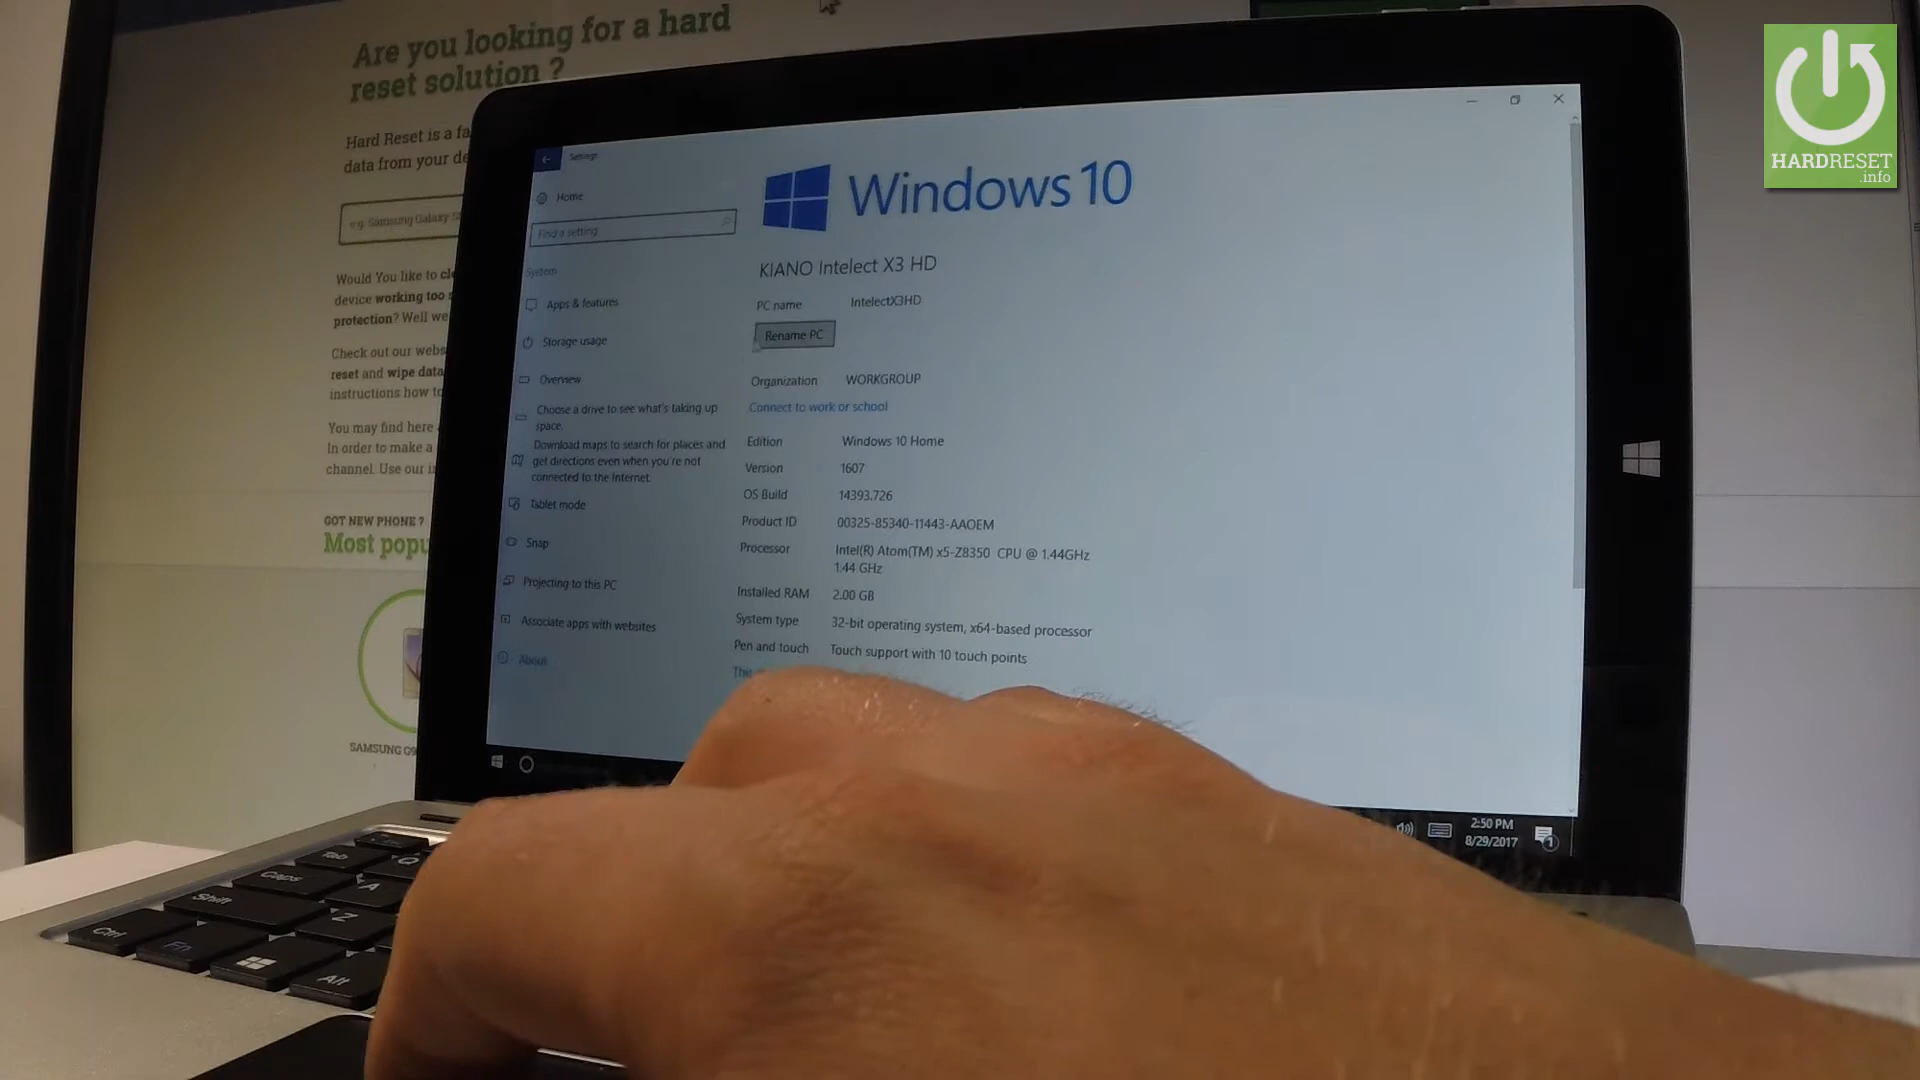 Are you looking for a hard
reset solution ?
Hard Reset is a fa
data from your de
e.g. Samsung Galaxy S
Would You like to cle
device working too s
protection? Well we
Check out our webs
reset and wipe data
instructions how to
You may find here
In order to make a
channel. Use our i
GOT NEW PHONE ?
Most popu
SAMSUNG G9
HARDRESET
.info
Settings
Home
Find a setting
System
Apps & features
Storage usage
Overview
Choose a drive to see what's taking up
space.
Download maps to search for places and
get directions even when you're not
connected to the Internet.
Tablet mode
Snap
Projecting to this PC
Associate apps with websites
About
Windows 10
KIANO Intelect X3 HD
PC name IntelectX3HD
Rename PC
Organization WORKGROUP
Connect to work or school
Edition Windows 10 Home
Version 1607
OS Build 14393.726
Product ID 00325-85340-11443-AAOEM
Processor Intel(R) Atom(TM) x5-Z8350 CPU @ 1.44GHz
1.44 GHz
Installed RAM 2.00 GB
System type 32-bit operating system, x64-based processor
Pen and touch Touch support with 10 touch points
This
2:50 PM
8/29/2017
1
Tab Q
Caps A
Shift Z
Ctrl Fn Alt